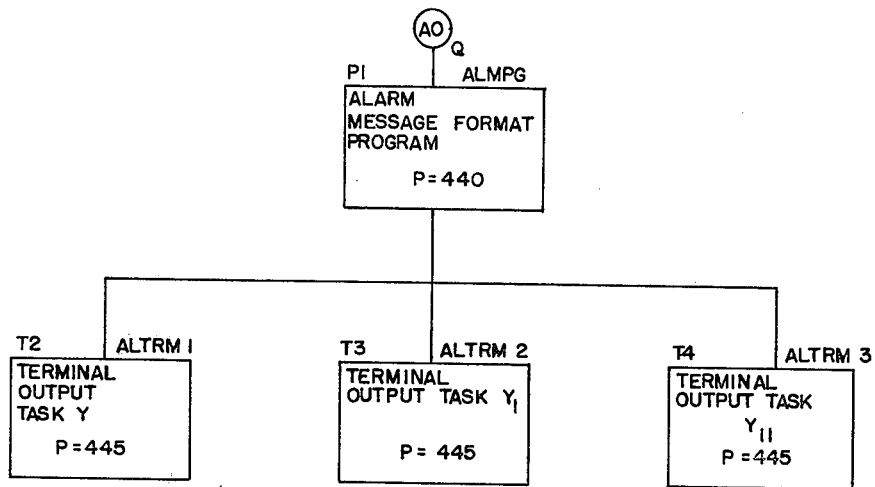 AO
Q
P1 ALMPG
ALARM
MESSAGE FORMAT
PROGRAM
P=440
T2 ALTRM 1
TERMINAL
OUTPUT
TASK Y
P=445
T3 ALTRM 2
TERMINAL
OUTPUT TASK Y₁
P= 445
T4 ALTRM 3
TERMINAL
OUTPUT TASK
Y₁₁
P=445